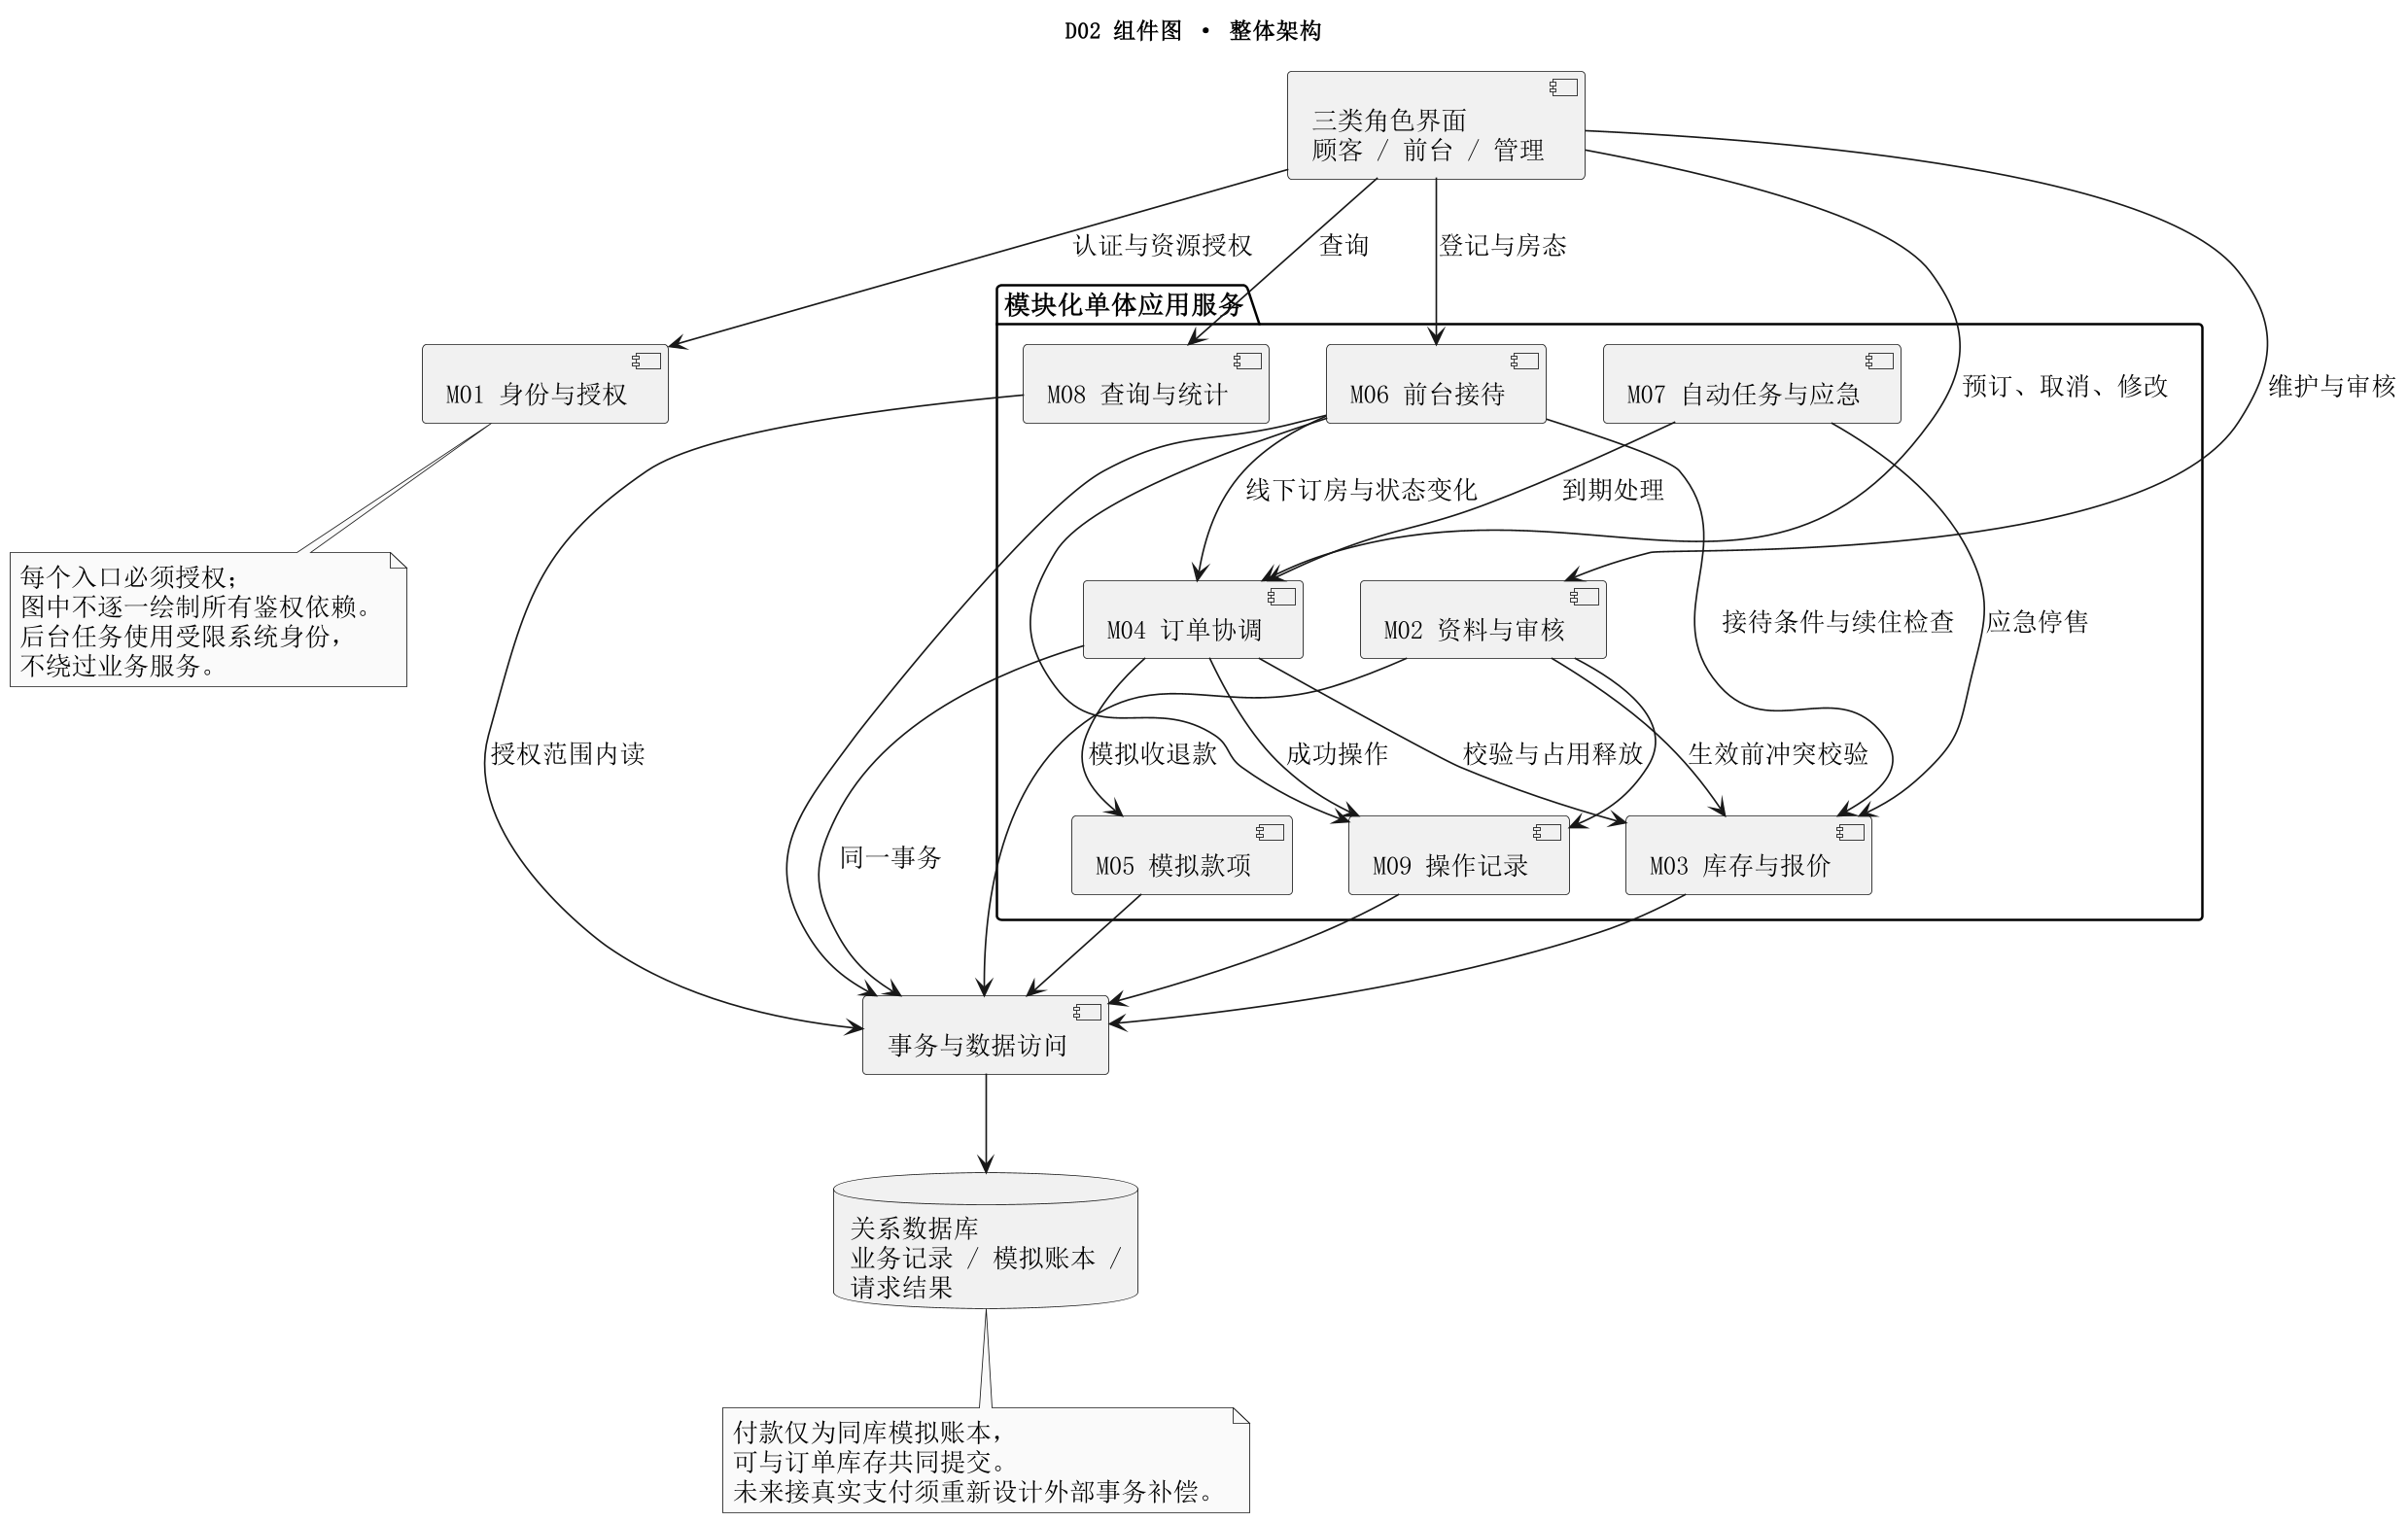 D02 组件图 · 整体架构
三类角色界面
顾客 / 前台 / 管理
认证与资源授权
查询
登记与房态
模块化单体应用服务
M01 身份与授权
M08 查询与统计
M06 前台接待
M07 自动任务与应急
预订、取消、修改
维护与审核
线下订房与状态变化
到期处理
每个入口必须授权;
图中不逐一绘制所有鉴权依赖。
后台任务使用受限系统身份,
不绕过业务服务。
M04 订单协调
M02 资料与审核
接待条件与续住检查
应急停售
授权范围内读
模拟收退款
成功操作
校验与占用释放
生效前冲突校验
同一事务
M05 模拟款项
M09 操作记录
M03 库存与报价
事务与数据访问
关系数据库
业务记录 / 模拟账本 /
请求结果
付款仅为同库模拟账本,
可与订单库存共同提交。
未来接真实支付须重新设计外部事务补偿。